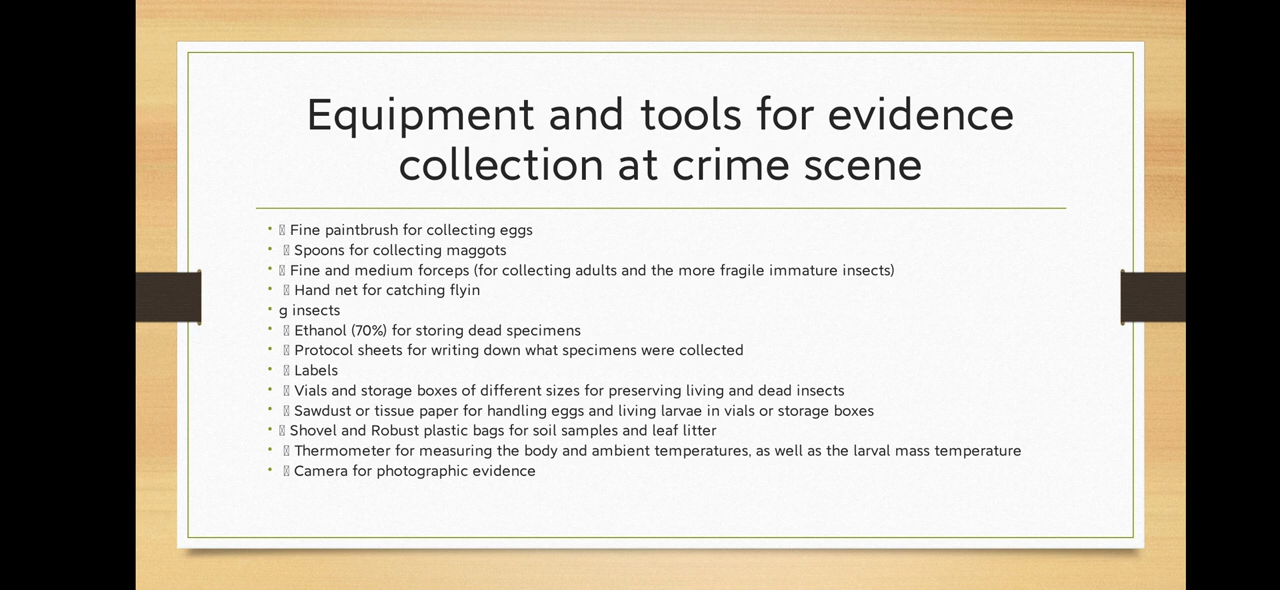 Equipment and tools for evidence
collection at crime scene
• Fine paintbrush for collecting eggs
• Spoons for collecting maggots
• Fine and medium forceps (for collecting adults and the more fragile immature insects)
• Hand net for catching flyin
• g insects
• Ethanol (70%) for storing dead specimens
• Protocol sheets for writing down what specimens were collected
• Labels
• Vials and storage boxes of different sizes for preserving living and dead insects
• Sawdust or tissue paper for handling eggs and living larvae in vials or storage boxes
• Shovel and Robust plastic bags for soil samples and leaf litter
• Thermometer for measuring the body and ambient temperatures, as well as the larval mass temperature
• Camera for photographic evidence